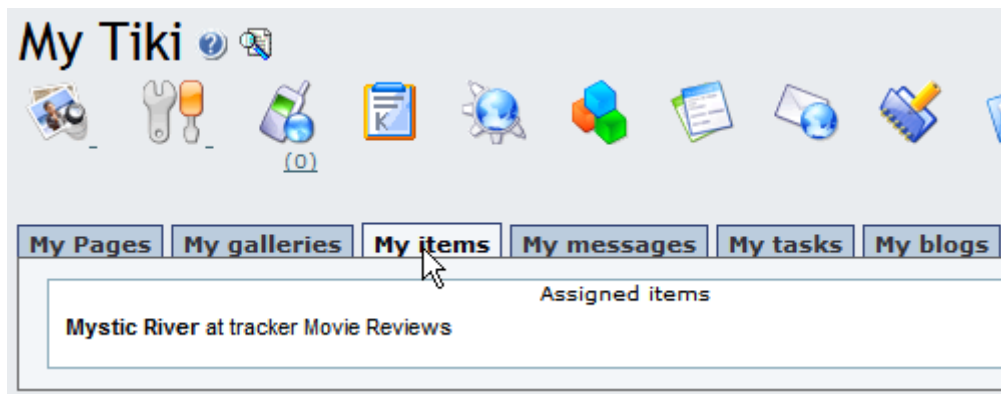 My Tiki
K
(0)
My Pages My galleries My items My messages My tasks My blogs
Assigned items
Mystic River at tracker Movie Reviews